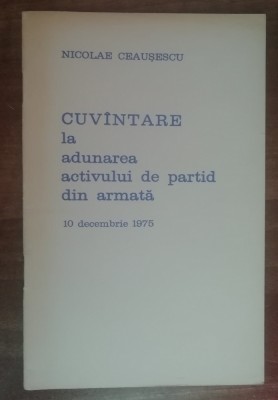 NICOLAE CEAUŞESCU
CUVÎNTARE
la
adunarea
activului de partid
din armată
10 decembrie 1975